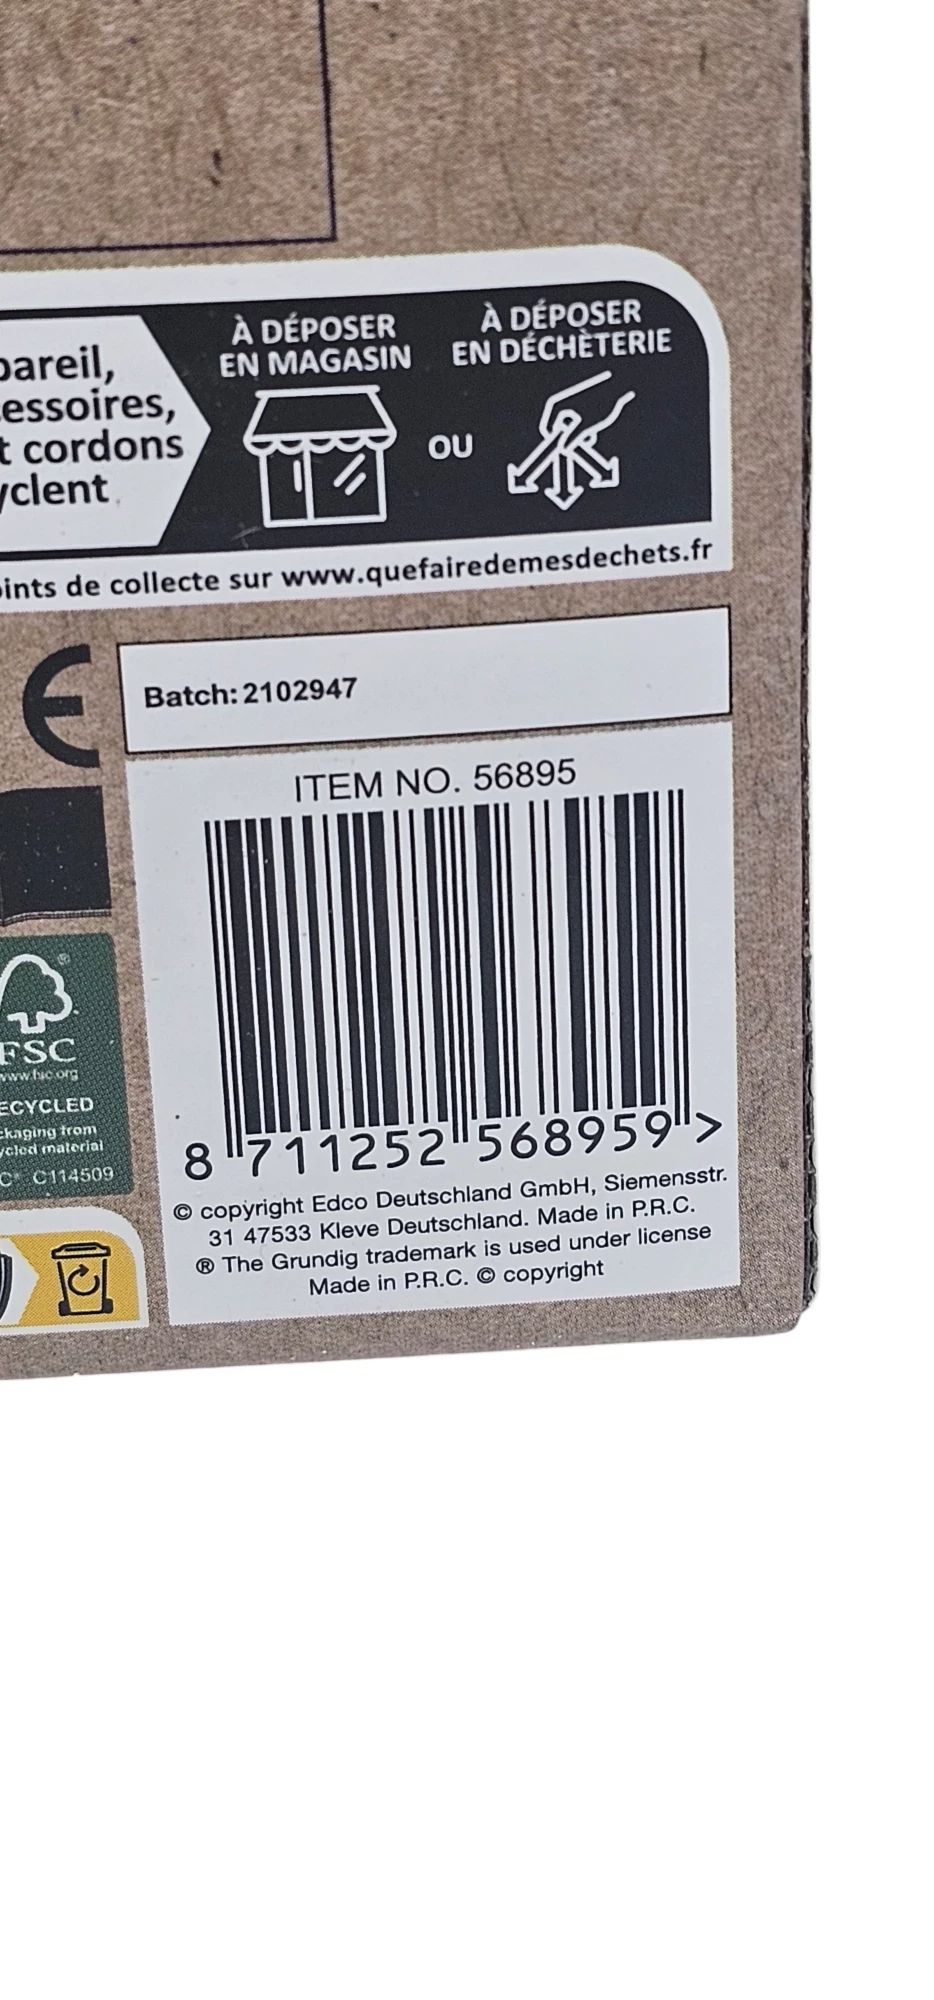 À DÉPOSER
EN MAGASIN
À DÉPOSER
EN DÉCHÈTERIE
pareil,
essoires,
t cordons
yclent
OU
oints de collecte sur www.quefairedemesdechets.fr
Batch: 2102947
ITEM NO. 56895
8 711252 568959 >
FSC
®
www.fsc.org
ECYCLED
ckaging from
ycled material
C® C114509
© copyright Edco Deutschland GmbH, Siemensstr.
31 47533 Kleve Deutschland. Made in P.R.C.
® The Grundig trademark is used under license
Made in P.R.C. © copyright